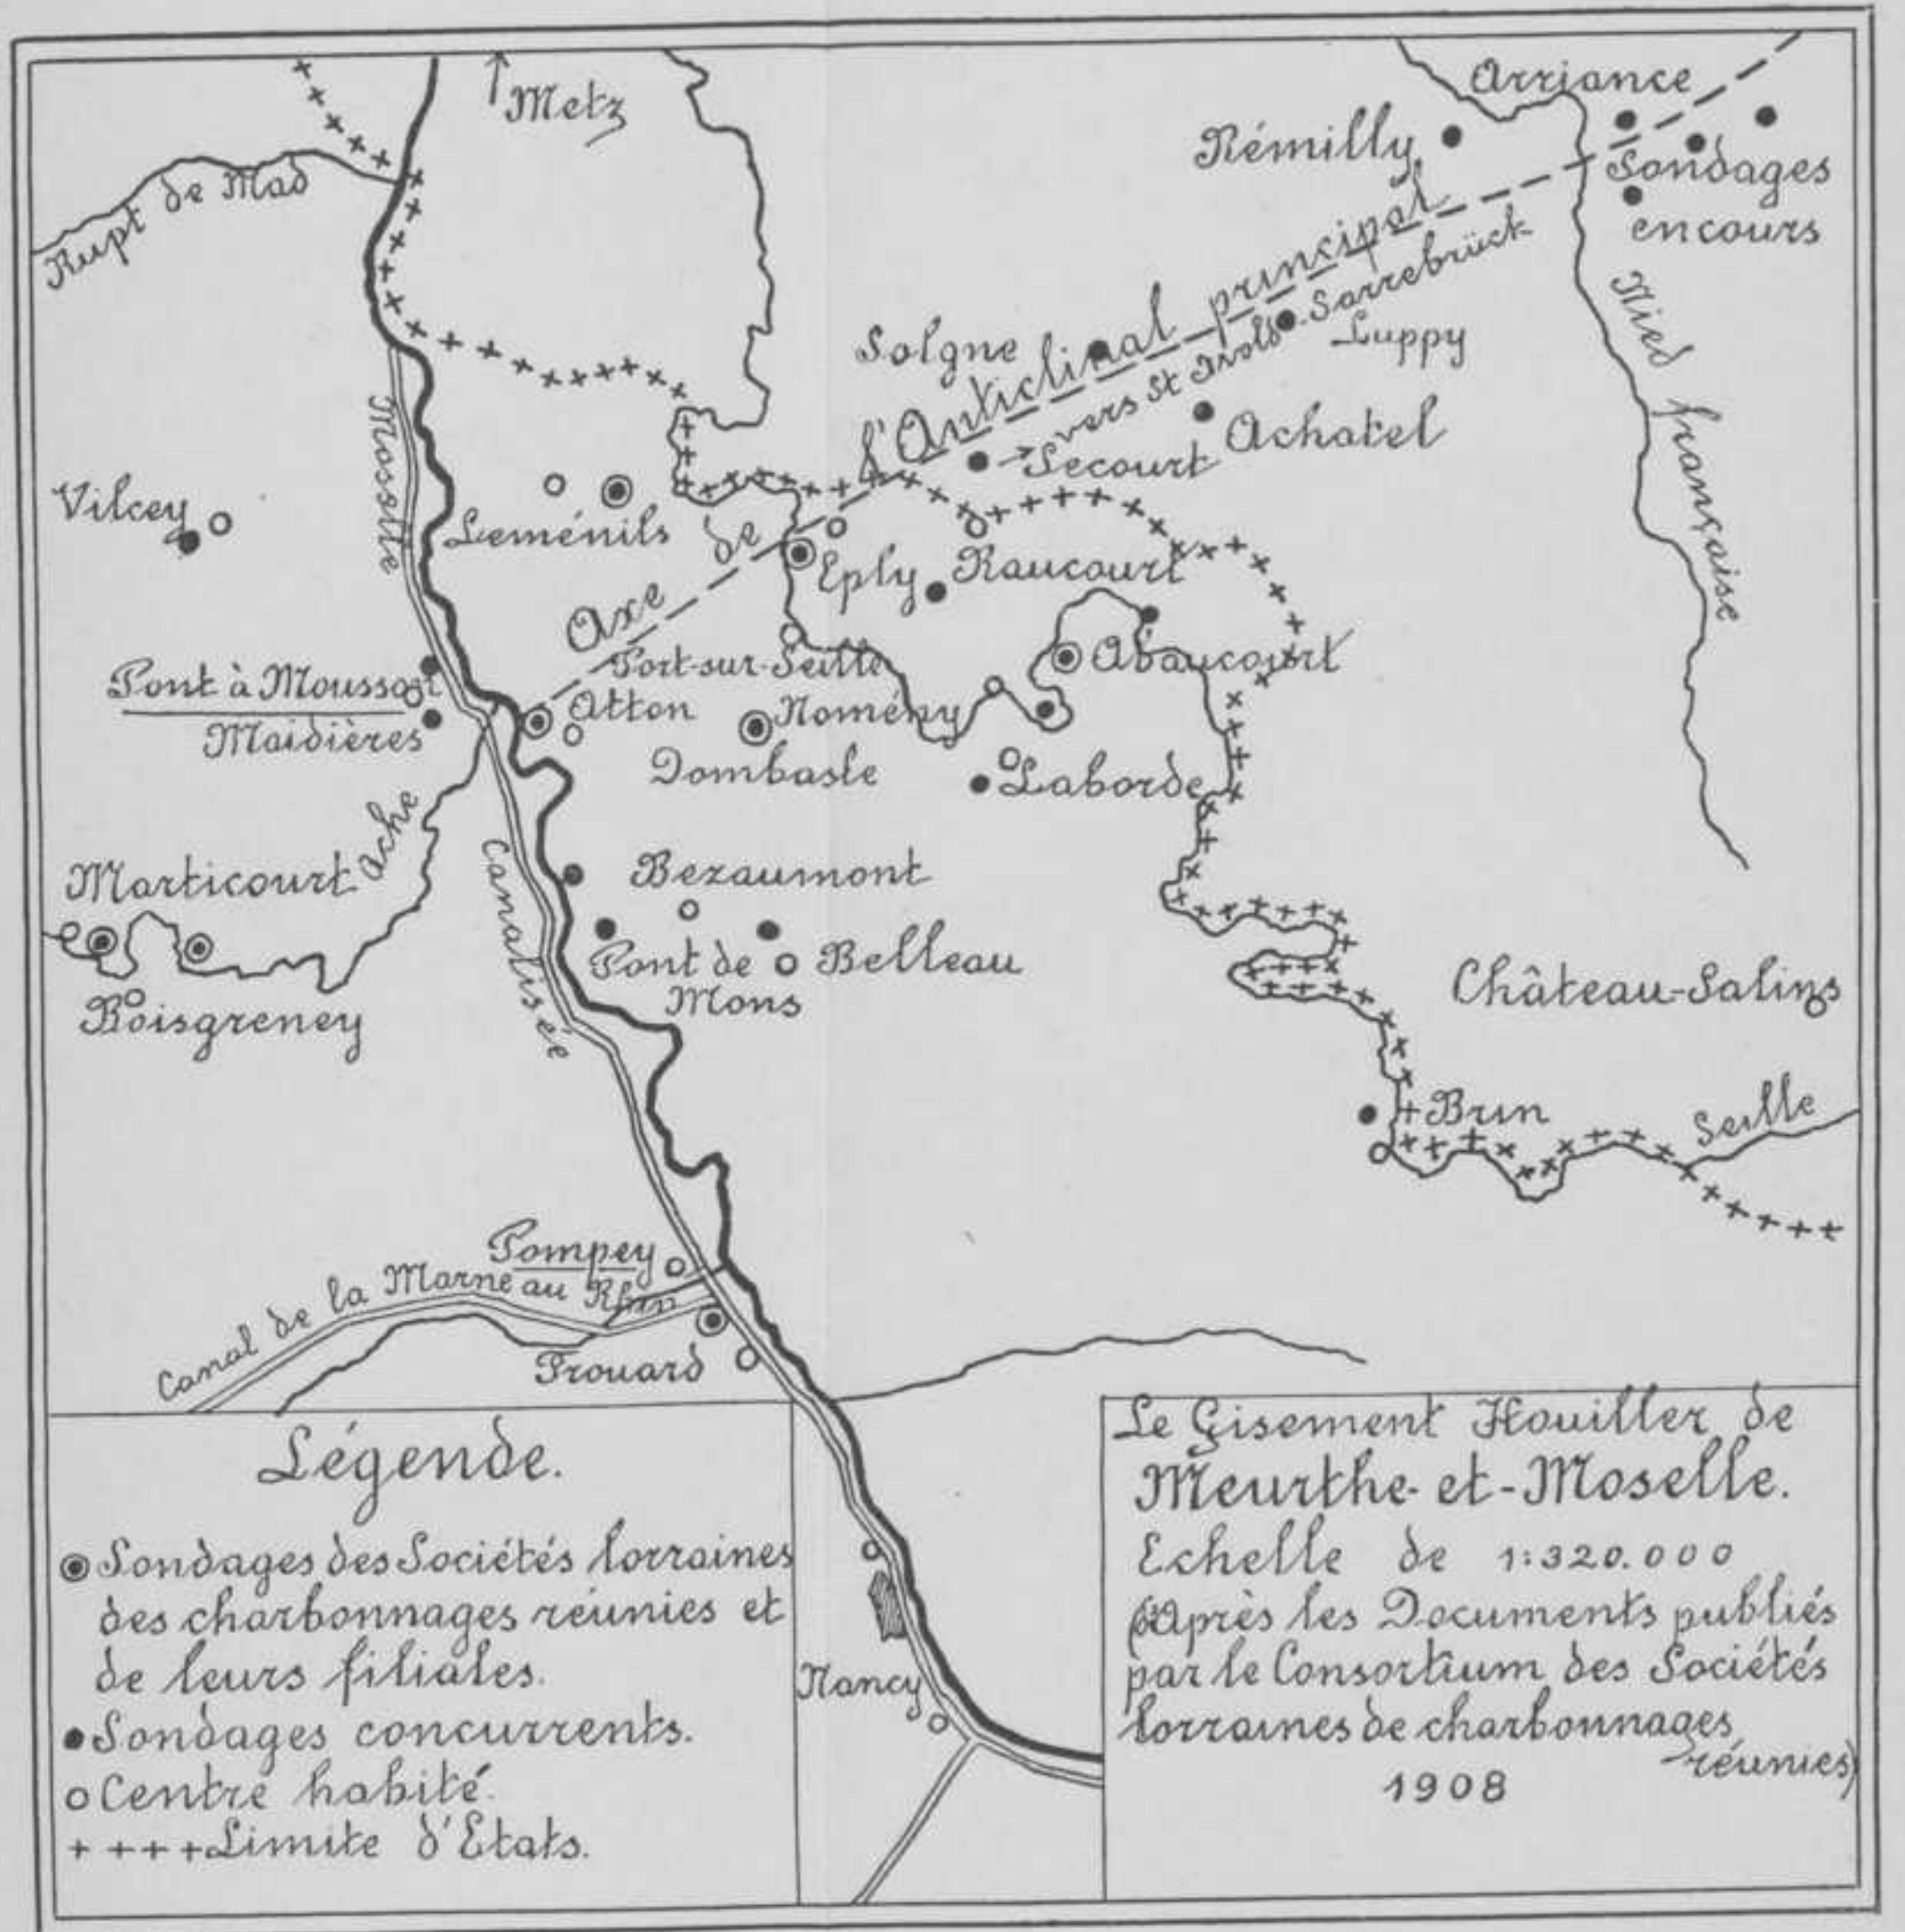 Metz
Arriance
Rémilly
Sondages
en cours
Rupt de Mad
Solgne
Axe de l'Anticlinal principal
vers St Avold-Sarrebrück
Luppy
Nied française
Achatel
Secourt
Moselle
Vilcey
Leménils
Eply
Raucourt
Port-sur-Seille
Abaucourt
Pont à Mousson
Maidières
Atton
Nomény
Dombasle
Laborde
Ache
Canalisée
Marticourt
Bezaumont
Pont de
Mons
Belleau
Boisgreney
Château-Salins
Brin
Seille
Pompey
Canal de la Marne au Rhin
Frouard
Nancy
Légende.
Sondages des Sociétés lorraines
des charbonnages réunies et
de leurs filiales.
Sondages concurrents.
Centre habité.
++++Limite d'Etats.
Le Gisement Houiller de
Meurthe-et-Moselle.
Echelle de 1:320.000
(d'Après les Documents publiés
par le Consortium des Sociétés
lorraines de charbonnages
réunies)
1908